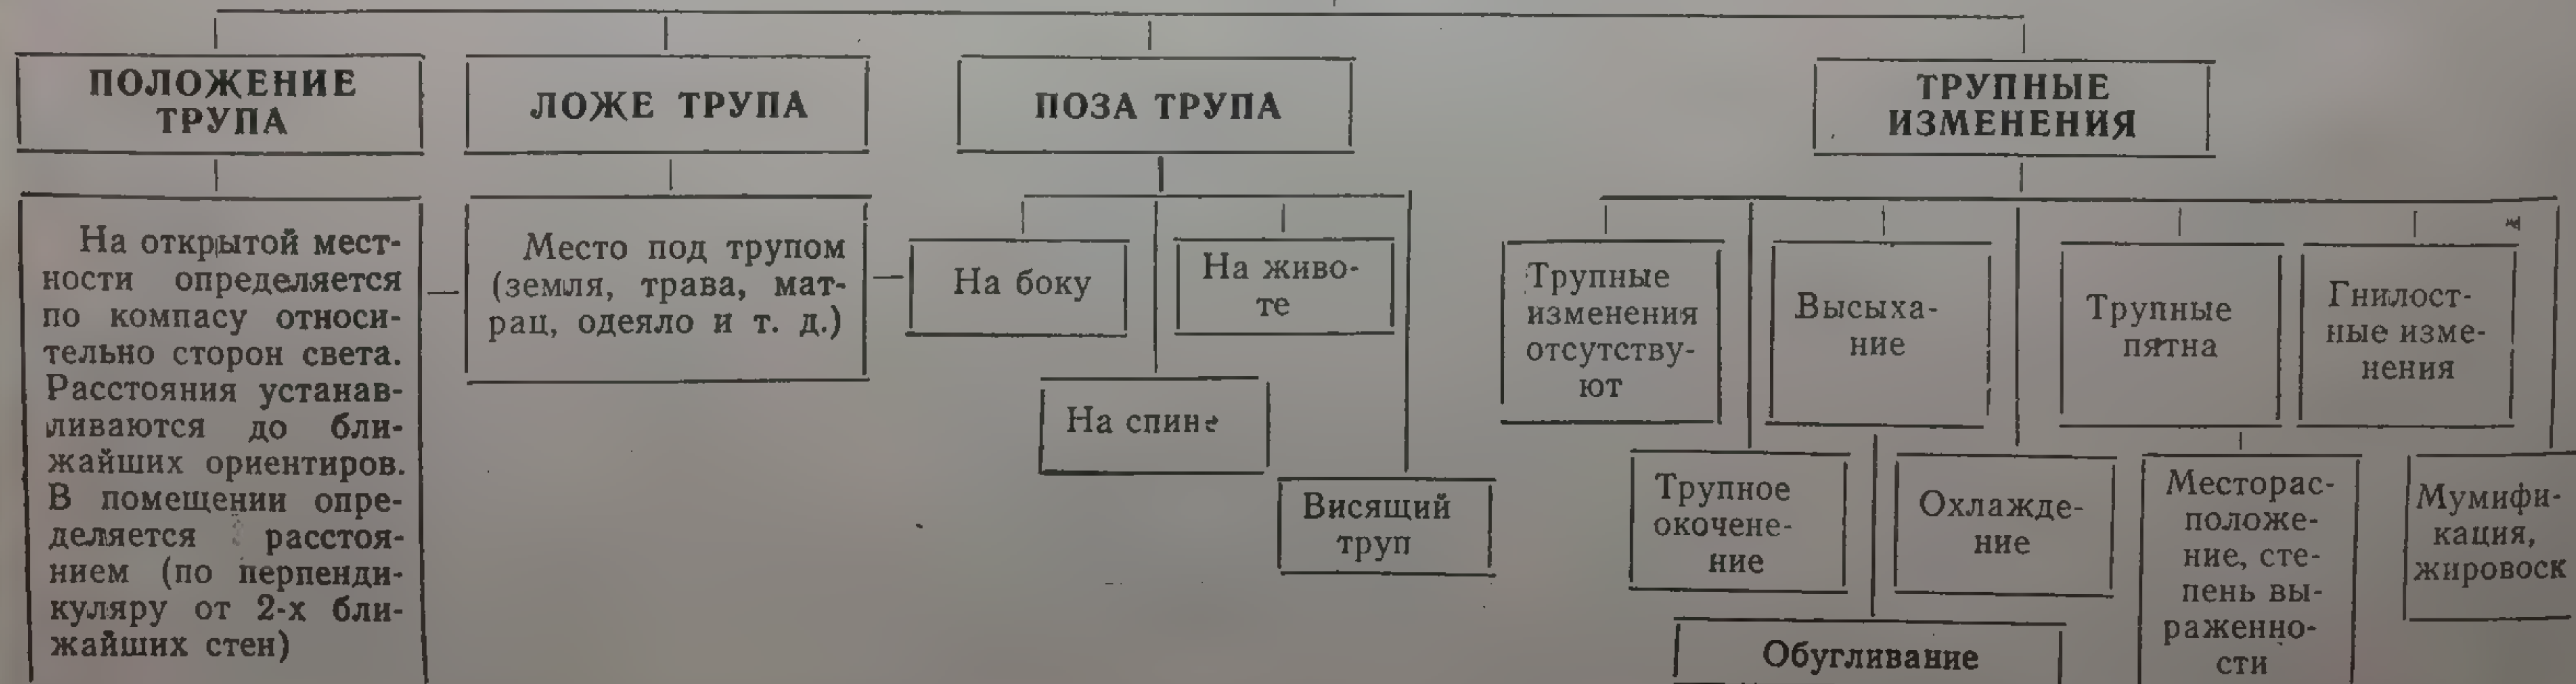 ПОЛОЖЕНИЕ
ТРУПА
ЛОЖЕ ТРУПА
ПОЗА ТРУПА
ТРУПНЫЕ
ИЗМЕНЕНИЯ
На открытой мест-
ности определяется
по компасу относи-
тельно сторон света.
Расстояния устанав-
ливаются до бли-
жайших ориентиров.
В помещении опре-
деляется расстоя-
нием (по перпенди-
куляру от 2-х бли-
жайших стен)
Место под трупом
(земля, трава, мат-
рац, одеяло и т. д.)
На боку
На живо-
те
На спине
Висящий
труп
Трупные
изменения
отсутству-
ют
Высыха-
ние
Трупные
пятна
Гнилост-
ные изме-
нения
Трупное
окочене-
ние
Охлажде-
ние
Месторас-
положе-
ние, сте-
пень вы-
раженно-
сти
Мумифи-
кация,
жировоск
Обугливание